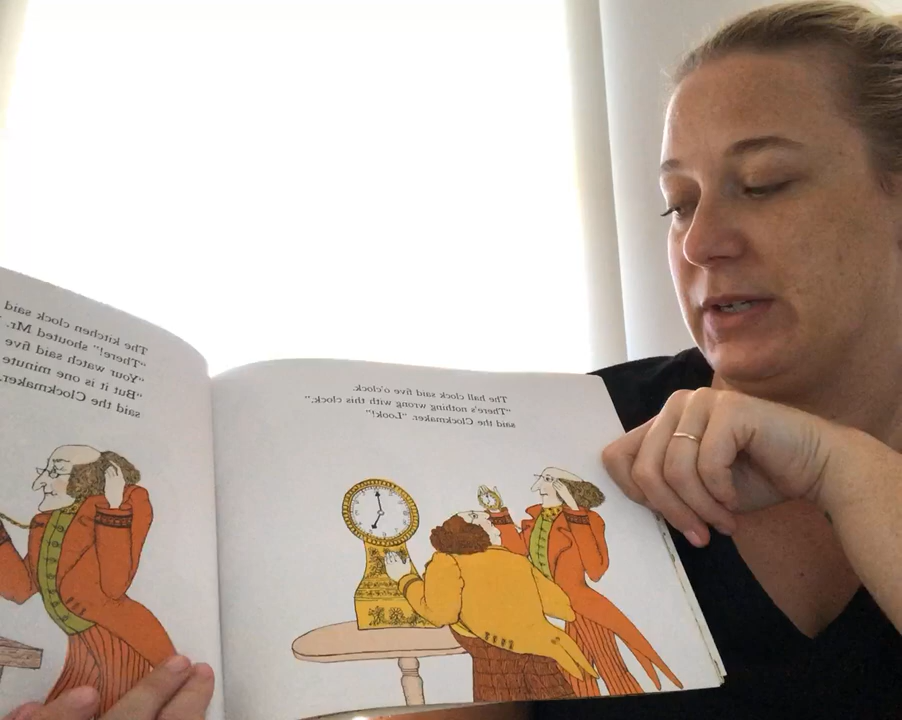 The hall clock said five o'clock.
"There's nothing wrong with this clock,"
said the Clockmaker. "Look!"
The kitchen clock said
"There!" shouted Mr.
"Your watch said five
"But it is one minute
said the Clockmaker.